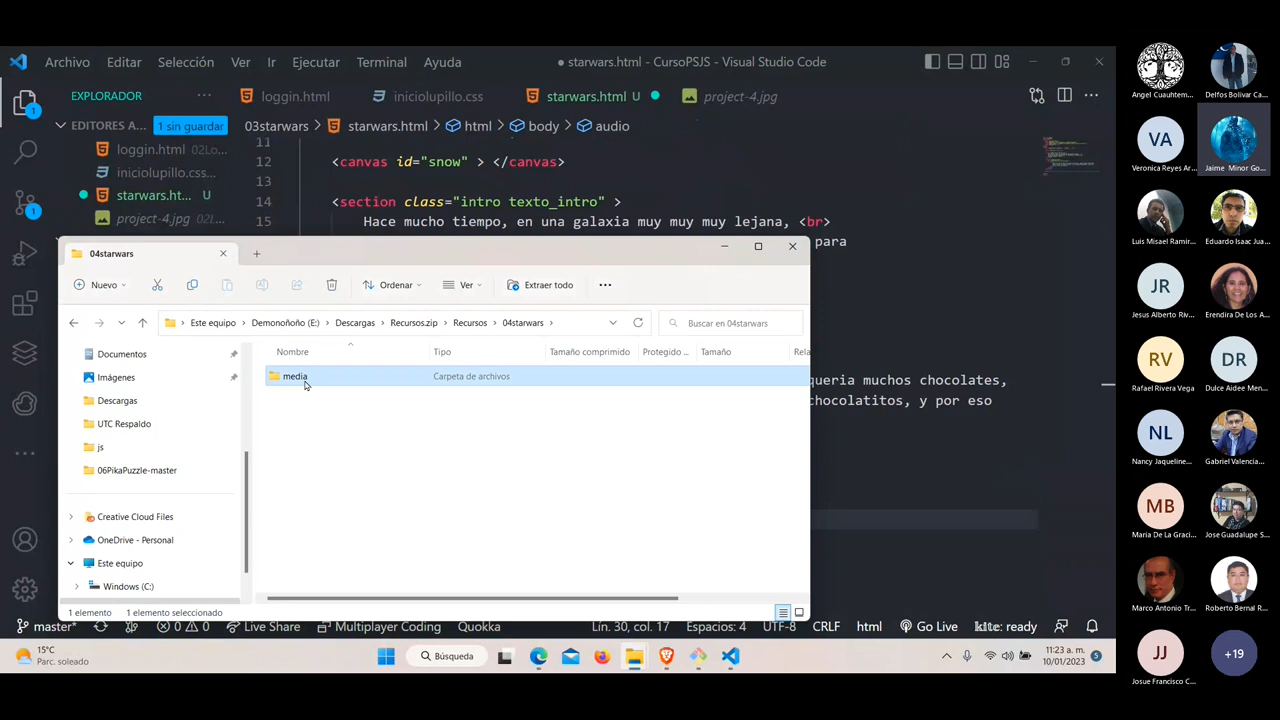 Archivo Editar Selección Ver Ir Ejecutar Terminal Ayuda
● starwars.html - CursoPSJS - Visual Studio Code
EXPLORADOR ···
loggin.html
iniciolupillo.css
starwars.html U ●
project-4.jpg
EDITORES A... 1 sin guardar
03starwars > starwars.html > html > body > audio
loggin.html 02Lo...
iniciolupillo.css...
starwars.ht... U
project-4.jpg 02L...
11
12 <canvas id="snow" > </canvas>
13
14 <section class="intro texto_intro" >
15 Hace mucho tiempo, en una galaxia muy muy muy lejana, <br>
para
queria muchos chocolates,
chocolatitos, y por eso
04starwars
Nuevo
Ordenar
Ver
Extraer todo
Este equipo > Demonoñoño (E:) > Descargas > Recursos.zip > Recursos > 04starwars >
Buscar en 04starwars
Nombre Tipo Tamaño comprimido Protegido ... Tamaño Rela
media Carpeta de archivos
Documentos
Imágenes
Descargas
UTC Respaldo
js
06PikaPuzzle-master
Creative Cloud Files
OneDrive - Personal
Este equipo
Windows (C:)
1 elemento 1 elemento seleccionado
master* 0 0 Live Share Multiplayer Coding Quokka Lín. 30, col. 17 Espacios: 4 UTF-8 CRLF html Go Live kite: ready
1
1
15°C
Parc. soleado
Búsqueda
11:23 a. m.
10/01/2023
5
Angel Cuauhtem...
Delfos Bolivar Ca...
VA
Veronica Reyes Ar...
Jaime Minor Go...
Luis Misael Ramir...
Eduardo Isaac Jua...
JR
Jesus Alberto Riv...
Erendira De Los A...
RV
Rafael Rivera Vega
DR
Dulce Aidee Men...
NL
Nancy Jaqueline...
Gabriel Valencia...
MB
Maria De La Graci...
Jose Guadalupe S...
Marco Antonio Tr...
Roberto Bernal R...
JJ
Josue Francisco C...
+19